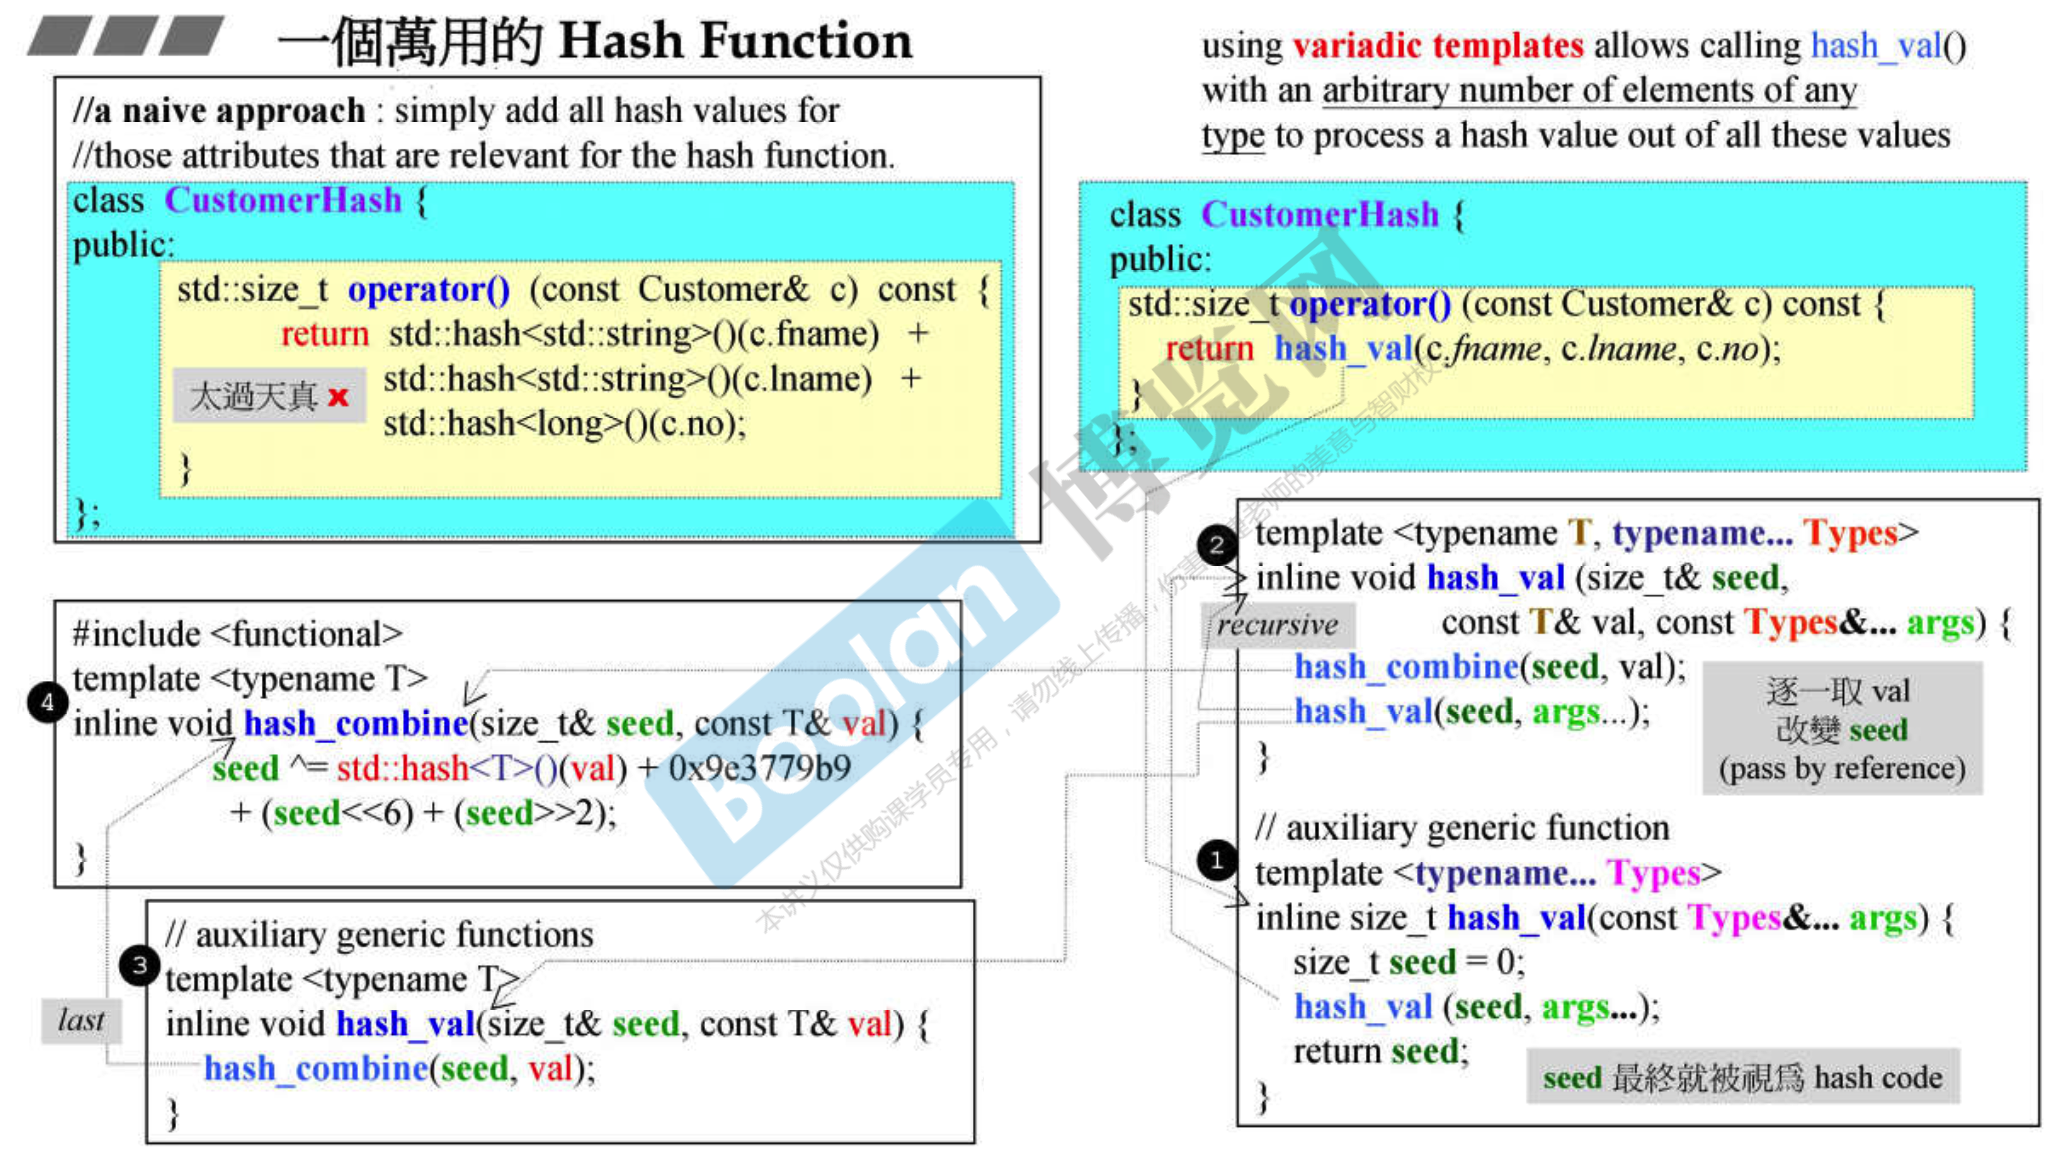 一個萬用的 Hash Function
//a naive approach : simply add all hash values for
//those attributes that are relevant for the hash function.
class CustomerHash {
public:
std::size_t operator() (const Customer& c) const {
return std::hash<std::string>()(c.fname) +
太過天真 x
std::hash<std::string>()(c.lname) +
std::hash<long>()(c.no);
}
};
using variadic templates allows calling hash_val()
with an arbitrary number of elements of any
type to process a hash value out of all these values
class CustomerHash {
public:
std::size_t operator() (const Customer& c) const {
return hash_val(c.fname, c.lname, c.no);
}
};
2
template <typename T, typename... Types>
inline void hash_val (size_t& seed,
recursive
const T& val, const Types&... args) {
hash_combine(seed, val);
hash_val(seed, args...);
}
逐一取 val
改變 seed
(pass by reference)
1
// auxiliary generic function
template <typename... Types>
inline size_t hash_val(const Types&... args) {
size_t seed = 0;
hash_val (seed, args...);
return seed;
}
seed 最終就被視爲 hash code
4
#include <functional>
template <typename T>
inline void hash_combine(size_t& seed, const T& val) {
seed ^= std::hash<T>()(val) + 0x9e3779b9
+ (seed<<6) + (seed>>2);
}
3
// auxiliary generic functions
template <typename T>
inline void hash_val(size_t& seed, const T& val) {
hash_combine(seed, val);
}
last
Boolan
博览网
本讲义仅供购课学员专用，请勿线上传播，伤害
老师的美意与智财权